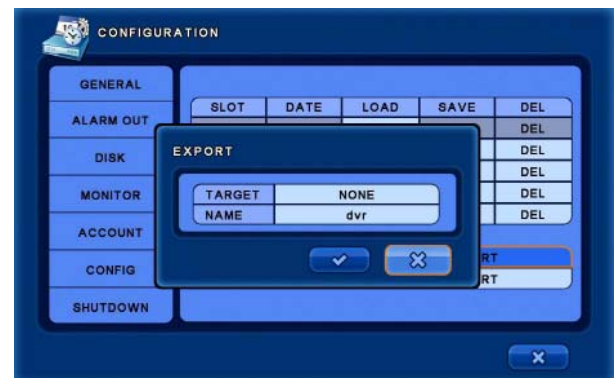 CONFIGURATION
GENERAL
ALARM OUT
DISK
MONITOR
ACCOUNT
CONFIG
SHUTDOWN
SLOT DATE LOAD SAVE DEL
DEL
DEL
DEL
DEL
DEL
EXPORT
TARGET NONE
NAME dvr
RT
RT